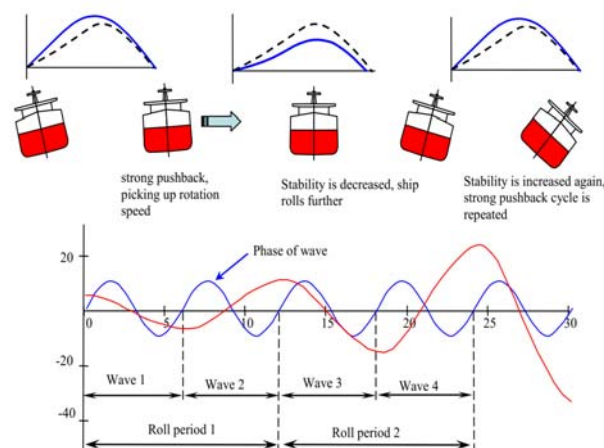 strong pushback,
picking up rotation
speed
Stability is decreased, ship
rolls further
Stability is increased again,
strong pushback cycle is
repeated
Phase of wave
20
0
-20
-40
0
5
10
15
20
25
30
Wave 1
Wave 2
Wave 3
Wave 4
Roll period 1
Roll period 2